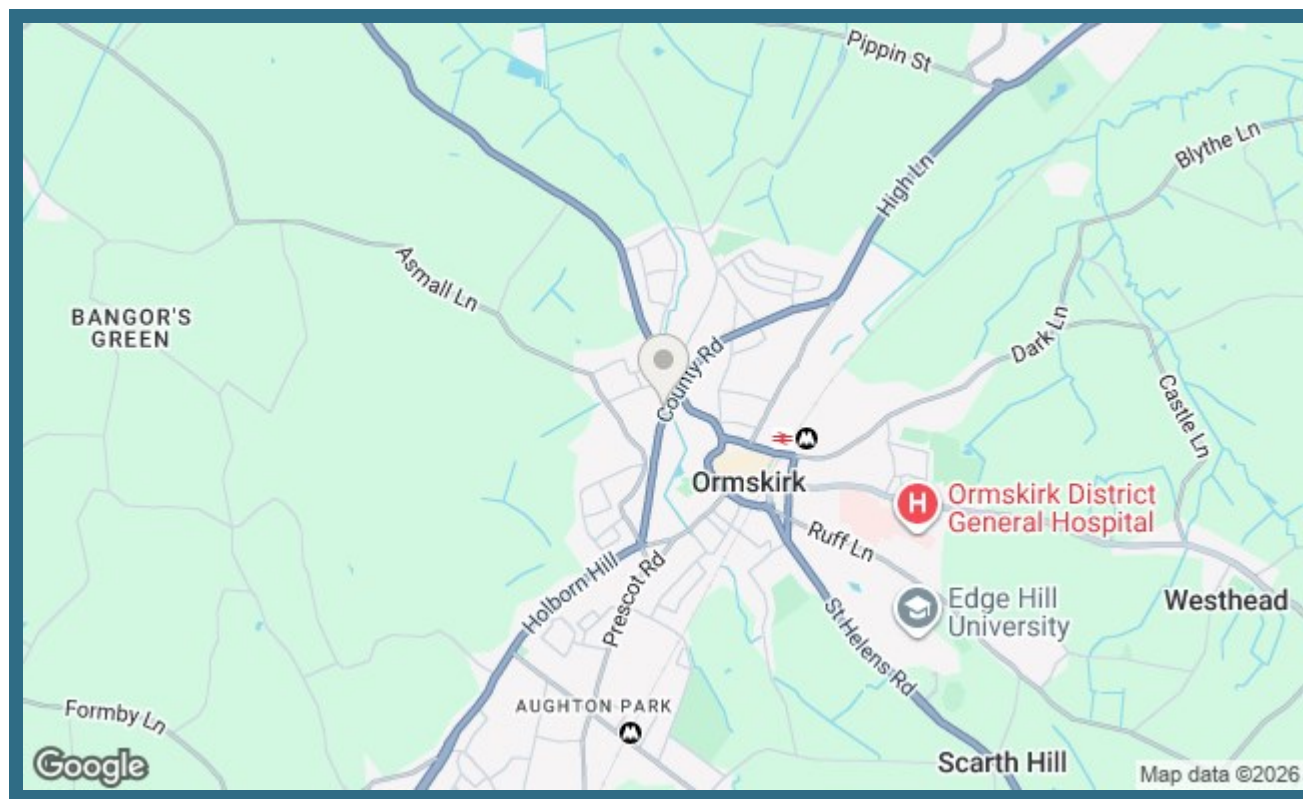 Pippin St
Blythe Ln
High Ln
Asmall Ln
BANGOR'S
GREEN
Dark Ln
County Rd
Castle Ln
Ormskirk
H
Ormskirk District
General Hospital
Ruff Ln
Holborn Hill
Prescot Rd
Edge Hill
University
Westhead
St Helens Rd
AUGHTON PARK
Formby Ln
Scarth Hill
Google
Map data ©2026